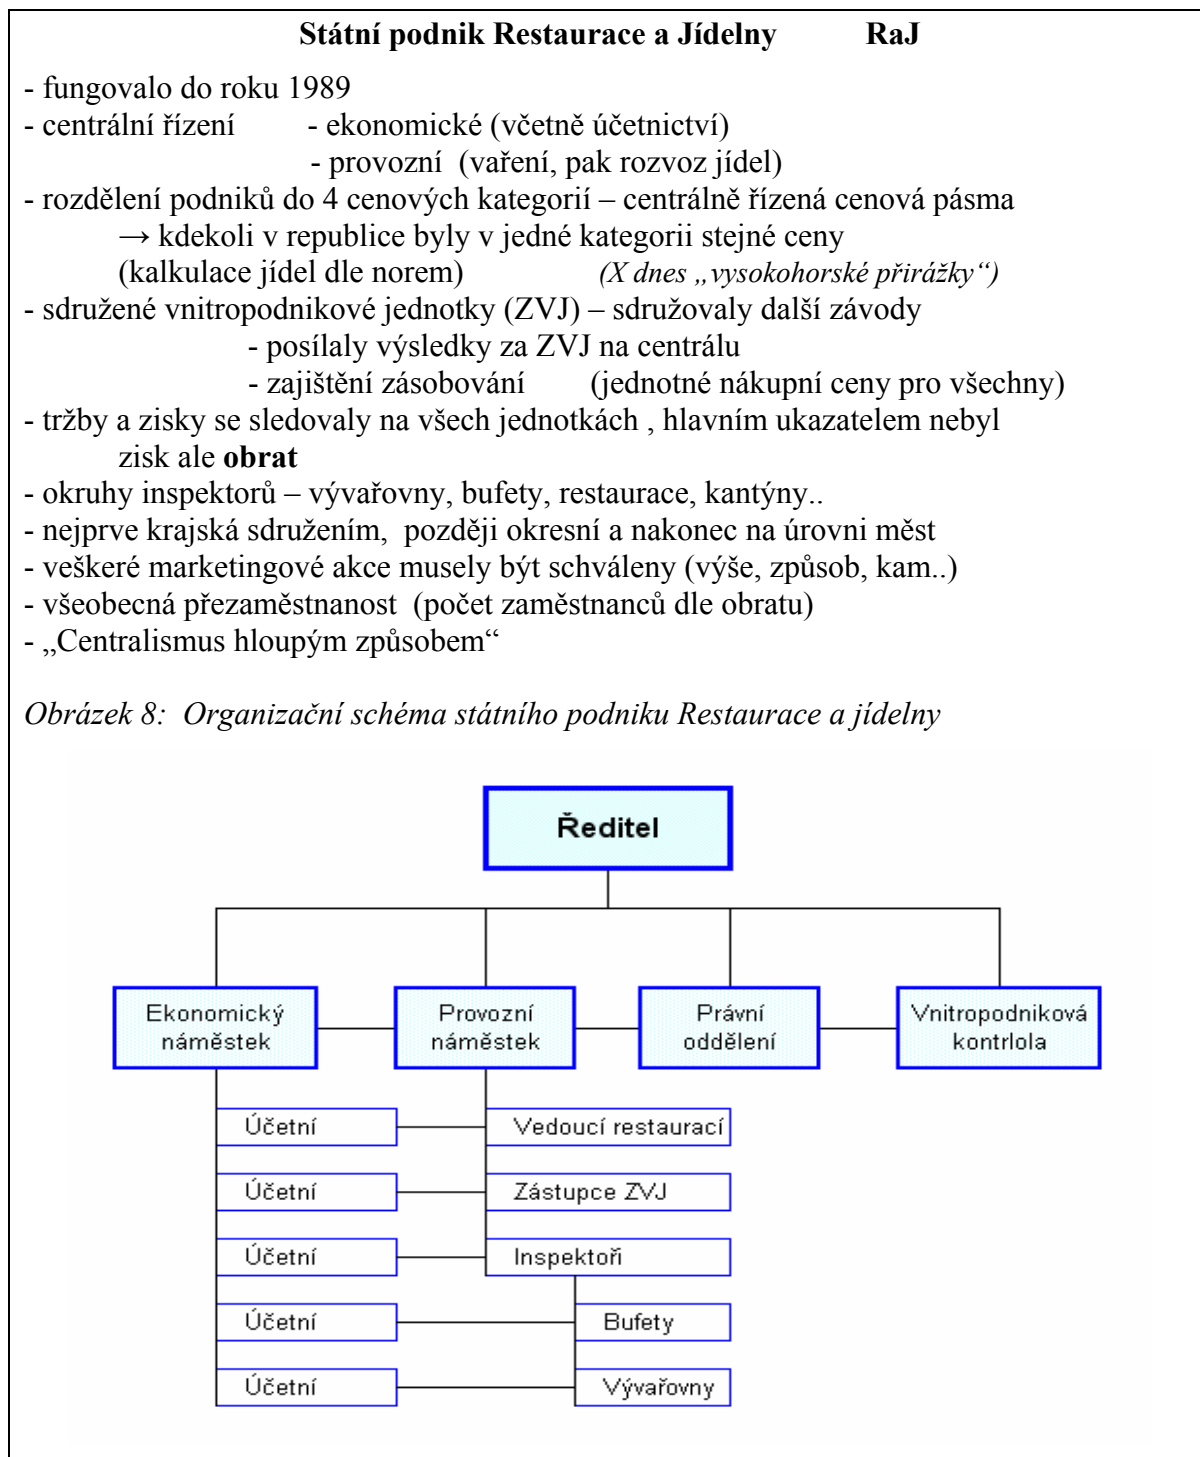 Státní podnik Restaurace a Jídelny RaJ
- fungovalo do roku 1989
- centrální řízení - ekonomické (včetně účetnictví)
- provozní (vaření, pak rozvoz jídel)
- rozdělení podniků do 4 cenových kategorií – centrálně řízená cenová pásma
→ kdekoli v republice byly v jedné kategorii stejné ceny
(kalkulace jídel dle norem) (X dnes „vysokohorské přirážky“)
- sdružené vnitropodnikové jednotky (ZVJ) – sdružovaly další závody
- posílaly výsledky za ZVJ na centrálu
- zajištění zásobování (jednotné nákupní ceny pro všechny)
- tržby a zisky se sledovaly na všech jednotkách , hlavním ukazatelem nebyl
zisk ale obrat
- okruhy inspektorů – vývařovny, bufety, restaurace, kantýny..
- nejprve krajská sdružením, později okresní a nakonec na úrovni měst
- veškeré marketingové akce musely být schváleny (výše, způsob, kam..)
- všeobecná přezaměstnanost (počet zaměstnanců dle obratu)
- „Centralismus hloupým způsobem“
Obrázek 8: Organizační schéma státního podniku Restaurace a jídelny
Ředitel
Ekonomický
náměstek
Provozní
náměstek
Právní
oddělení
Vnitropodniková
kontrlola
Účetní
Vedoucí restaurací
Účetní
Zástupce ZVJ
Účetní
Inspektoři
Účetní
Bufety
Účetní
Vývařovny